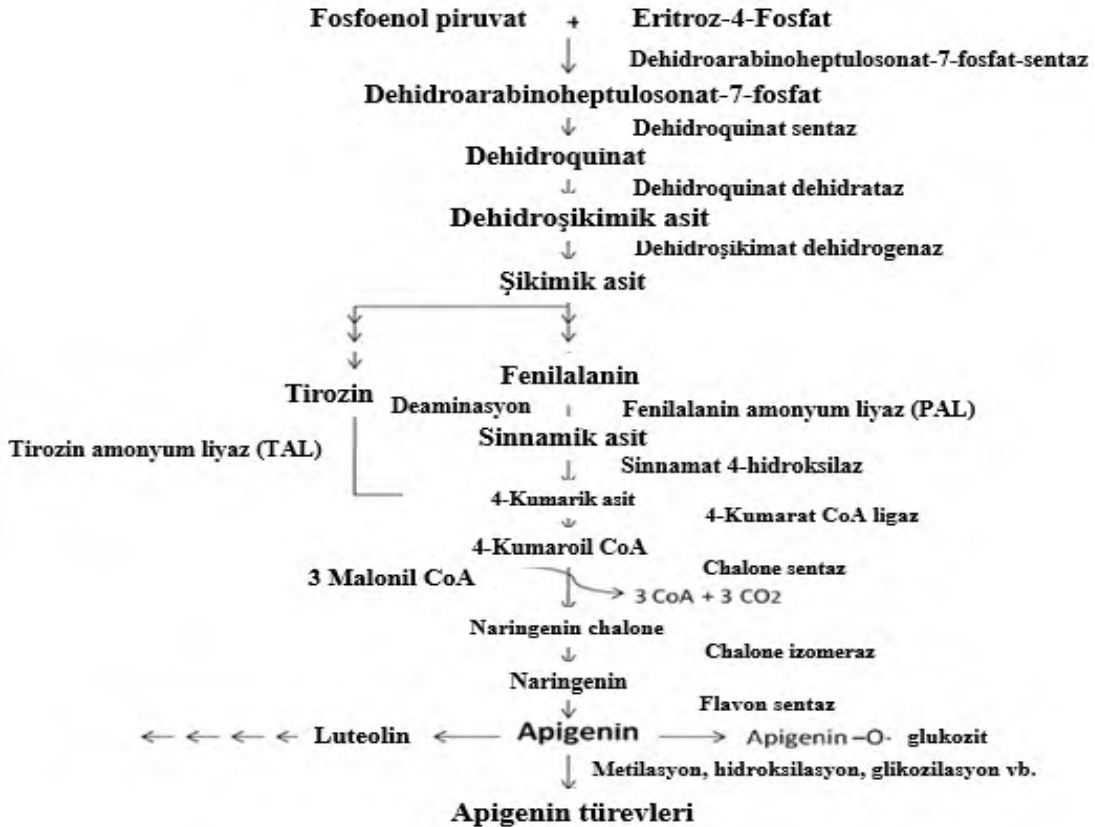 Fosfoenol piruvat + Eritroz-4-Fosfat
Dehidroarabinoheptulosonat-7-fosfat-sentaz
Dehidroarabinoheptulosonat-7-fosfat
Dehidroquinat sentaz
Dehidroquinat
Dehidroquinat dehidrataz
Dehidroşikimik asit
Dehidroşikimat dehidrogenaz
Şikimik asit
Fenilalanin
Tirozin
Deaminasyon
Fenilalanin amonyum liyaz (PAL)
Sinnamik asit
Tirozin amonyum liyaz (TAL)
Sinnamat 4-hidroksilaz
4-Kumarik asit
4-Kumarat CoA ligaz
4-Kumaroil CoA
Chalone sentaz
3 Malonil CoA
3 CoA + 3 CO2
Naringenin chalone
Chalone izomeraz
Naringenin
Flavon sentaz
Luteolin
Apigenin
Apigenin –O· glukozit
Metilasyon, hidroksilasyon, glikozilasyon vb.
Apigenin türevleri